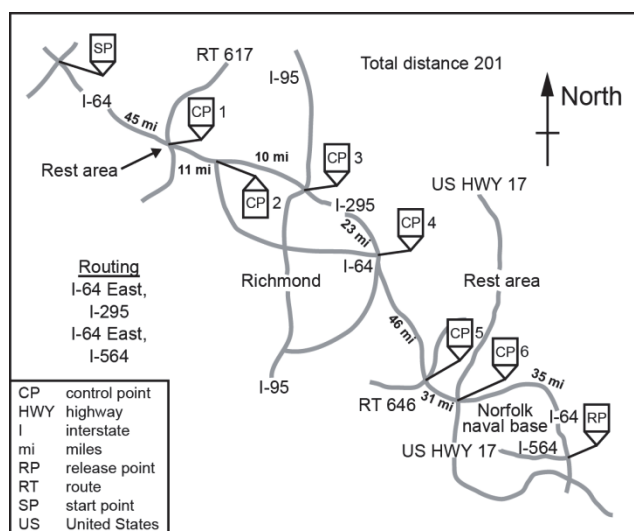 SP
RT 617
I-95
Total distance 201
North
I-64
45 mi
CP 1
Rest area
11 mi
10 mi
CP 3
CP 2
US HWY 17
I-295
23 mi
CP 4
Routing
I-64 East,
I-295
I-64 East,
I-564
Richmond
I-64
Rest area
46 mi
CP 5
CP 6
I-95
RT 646
31 mi
35 mi
Norfolk
naval base
I-64
RP
US HWY 17
I-564
CP control point
HWY highway
I interstate
mi miles
RP release point
RT route
SP start point
US United States